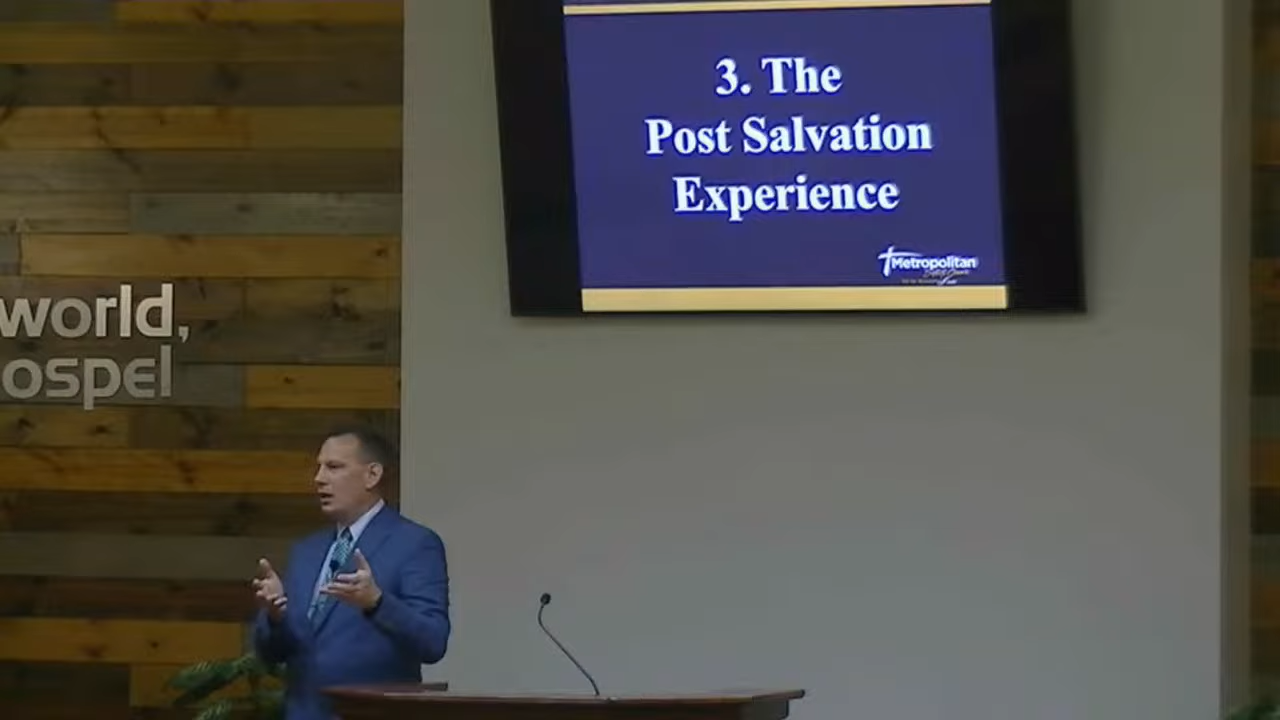 3. The
Post Salvation
Experience
Metropolitan
world,
ospel